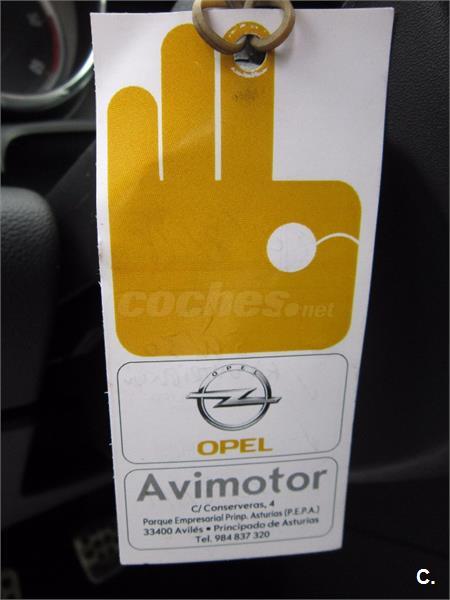 coches.net
OPEL
OPEL
Avimotor
C/ Conserveras, 4
Parque Empresarial Prinp. Asturias (P.E.P.A.)
33400 Avilés • Principado de Asturias
Tel. 984 837 320
C.